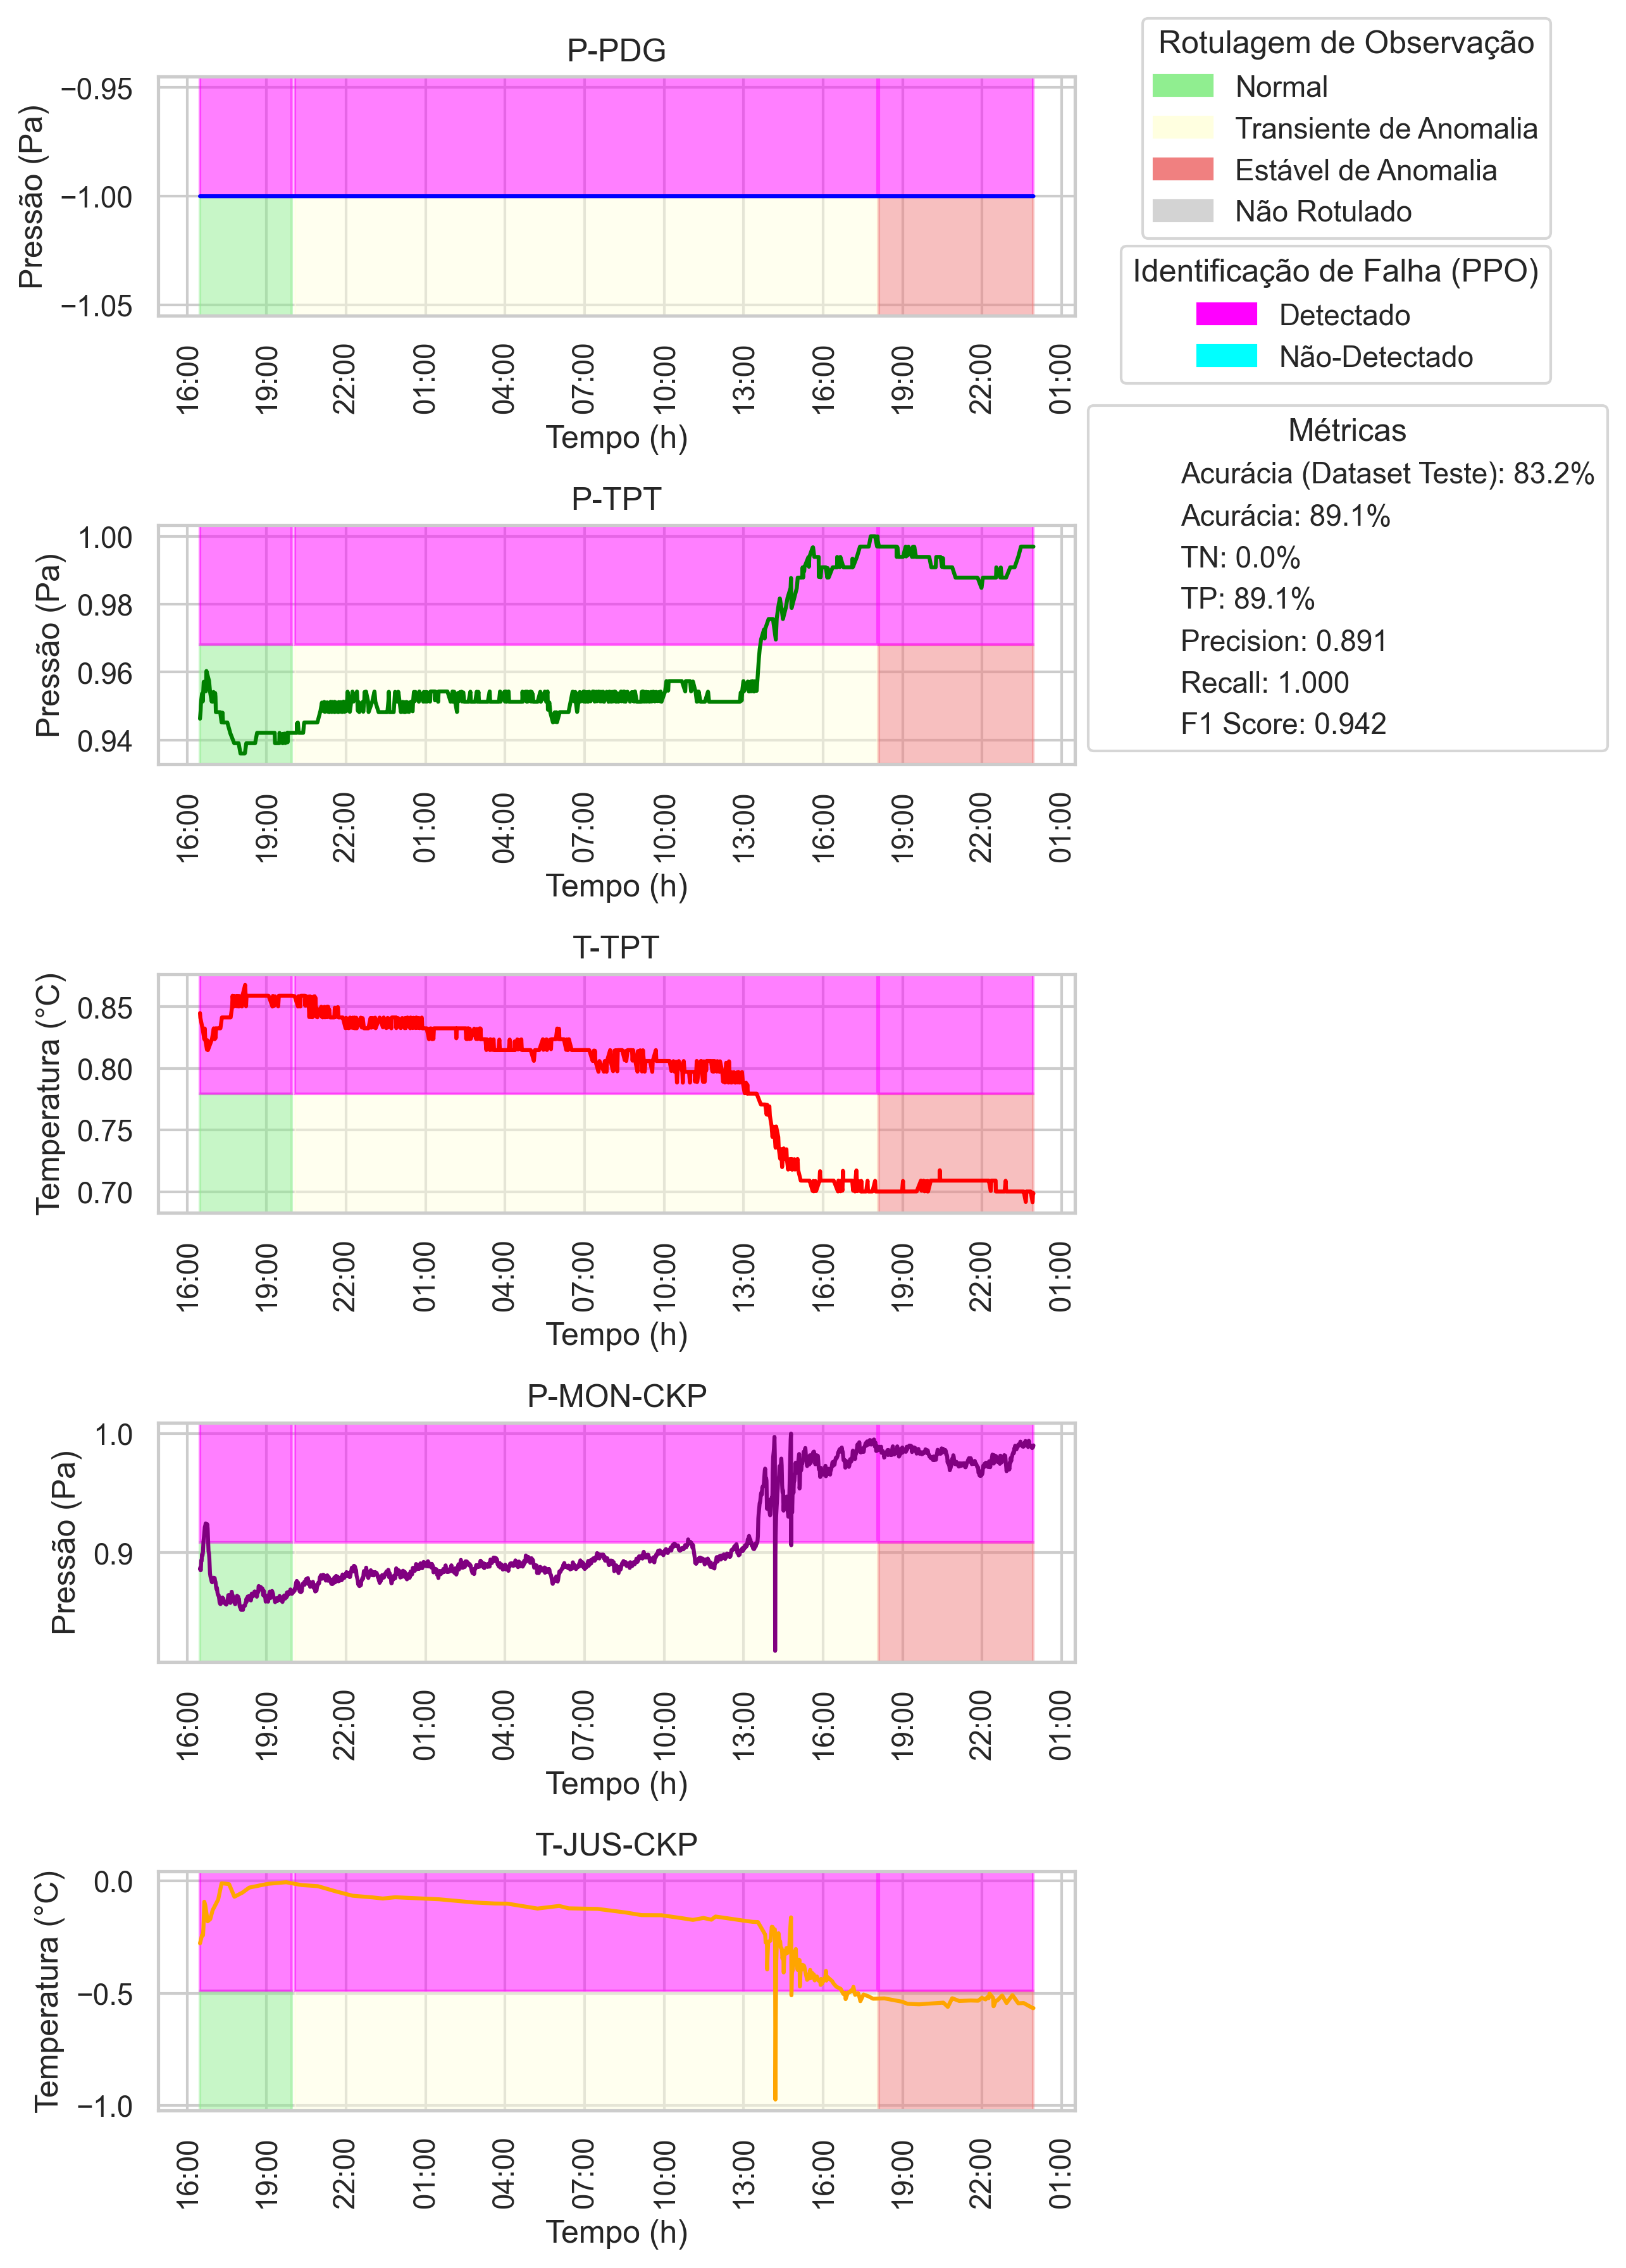 P-PDG
Pressão (Pa)
−0.95
−1.00
−1.05
16:00 19:00 22:00 01:00 04:00 07:00 10:00 13:00 16:00 19:00 22:00 01:00
Tempo (h)
Rotulagem de Observação
Normal
Transiente de Anomalia
Estável de Anomalia
Não Rotulado
Identificação de Falha (PPO)
Detectado
Não-Detectado
Métricas
Acurácia (Dataset Teste): 83.2%
Acurácia: 89.1%
TN: 0.0%
TP: 89.1%
Precision: 0.891
Recall: 1.000
F1 Score: 0.942
P-TPT
Pressão (Pa)
1.00
0.98
0.96
0.94
16:00 19:00 22:00 01:00 04:00 07:00 10:00 13:00 16:00 19:00 22:00 01:00
Tempo (h)
T-TPT
Temperatura (°C)
0.85
0.80
0.75
0.70
16:00 19:00 22:00 01:00 04:00 07:00 10:00 13:00 16:00 19:00 22:00 01:00
Tempo (h)
P-MON-CKP
Pressão (Pa)
1.0
0.9
16:00 19:00 22:00 01:00 04:00 07:00 10:00 13:00 16:00 19:00 22:00 01:00
Tempo (h)
T-JUS-CKP
Temperatura (°C)
0.0
−0.5
−1.0
16:00 19:00 22:00 01:00 04:00 07:00 10:00 13:00 16:00 19:00 22:00 01:00
Tempo (h)